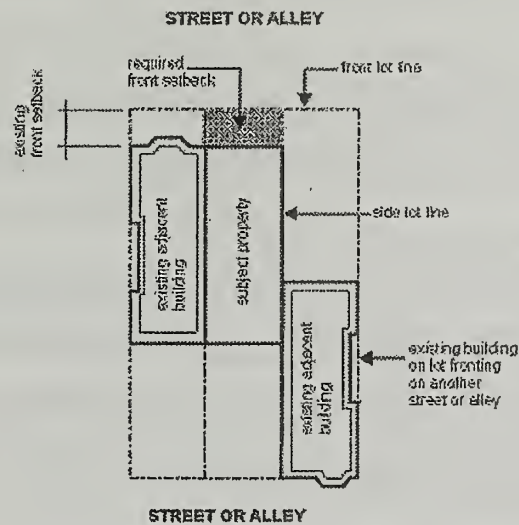 STREET OR ALLEY
required
front setback
front lot line
existing
front setback
existing adjacent
building
subject property
side lot line
existing adjacent
building
existing building
on lot fronting
on another
street or alley
STREET OR ALLEY